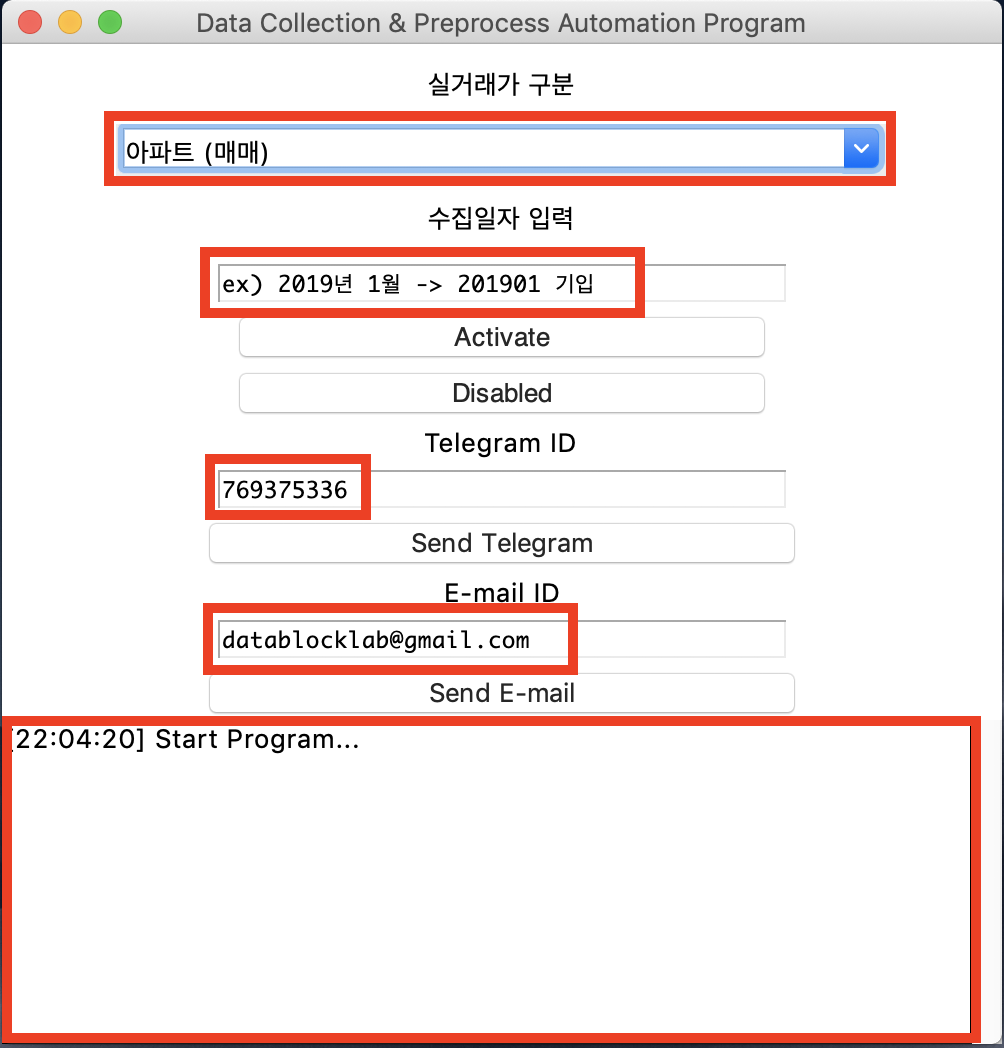 Data Collection & Preprocess Automation Program
실거래가 구분
아파트 (매매)
수집일자 입력
ex) 2019년 1월 -> 201901 기입
Activate
Disabled
Telegram ID
769375336
Send Telegram
E-mail ID
datablocklab@gmail.com
Send E-mail
[22:04:20] Start Program...